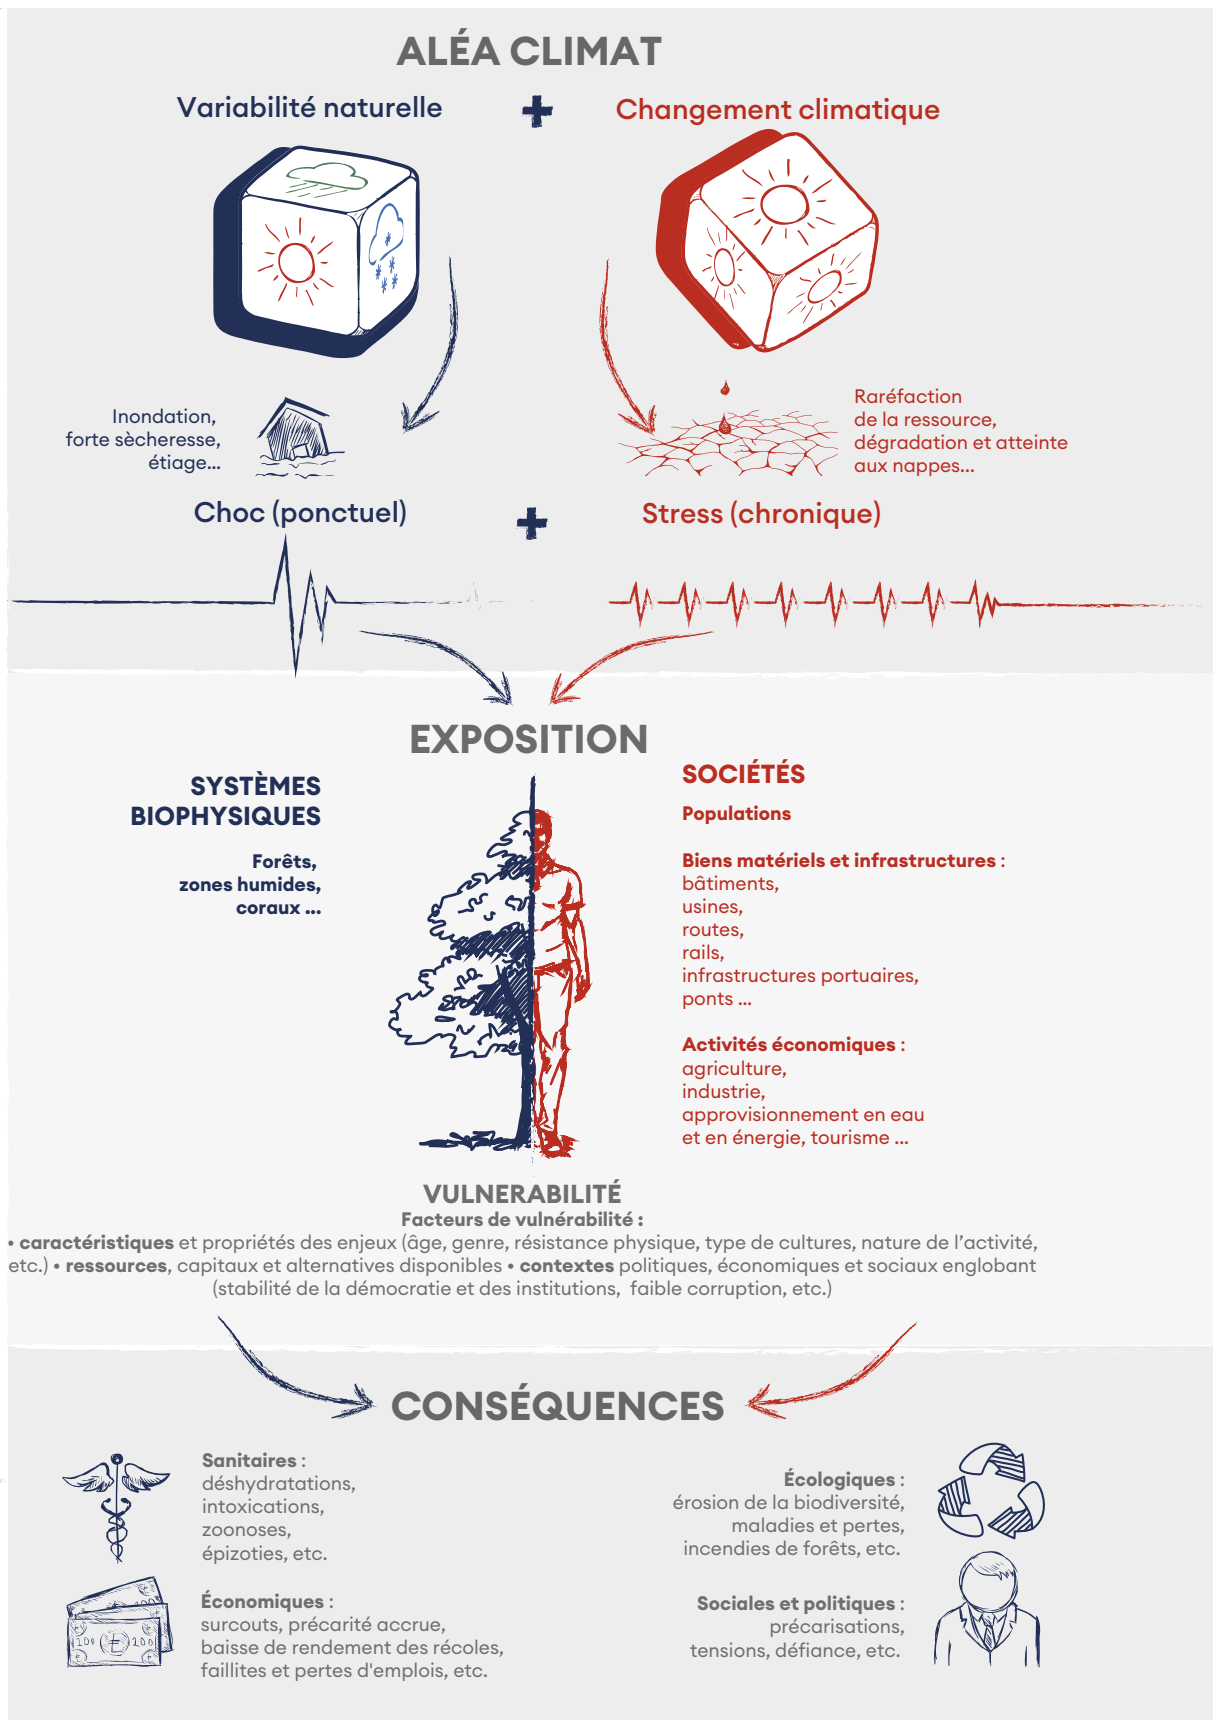 ALÉA CLIMAT
Variabilité naturelle
Changement climatique
Inondation,
forte sècheresse,
étiage...
Raréfaction
de la ressource,
dégradation et atteinte
aux nappes...
Choc (ponctuel)
Stress (chronique)
EXPOSITION
SYSTÈMES
BIOPHYSIQUES
Forêts,
zones humides,
coraux ...
SOCIÉTÉS
Populations
Biens matériels et infrastructures :
bâtiments,
usines,
routes,
rails,
infrastructures portuaires,
ponts ...
Activités économiques :
agriculture,
industrie,
approvisionnement en eau
et en énergie, tourisme ...
VULNERABILITÉ
Facteurs de vulnérabilité :
• caractéristiques et propriétés des enjeux (âge, genre, résistance physique, type de cultures, nature de l'activité,
etc.) • ressources, capitaux et alternatives disponibles • contextes politiques, économiques et sociaux englobant
(stabilité de la démocratie et des institutions, faible corruption, etc.)
CONSÉQUENCES
Sanitaires :
déshydratations,
intoxications,
zoonoses,
épizoties, etc.
Écologiques :
érosion de la biodiversité,
maladies et pertes,
incendies de forêts, etc.
Économiques :
surcouts, précarité accrue,
baisse de rendement des récoles,
faillites et pertes d'emplois, etc.
100 100
Sociales et politiques :
précarisations,
tensions, défiance, etc.